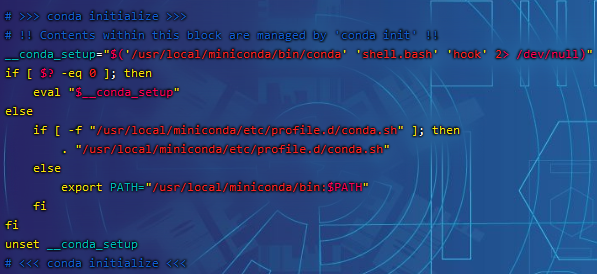 # >>> conda initialize >>>
# !! Contents within this block are managed by 'conda init' !!
__conda_setup="$('/usr/local/miniconda/bin/conda' 'shell.bash' 'hook' 2> /dev/null)"
if [ $? -eq 0 ]; then
    eval "$__conda_setup"
else
    if [ -f "/usr/local/miniconda/etc/profile.d/conda.sh" ]; then
        . "/usr/local/miniconda/etc/profile.d/conda.sh"
    else
        export PATH="/usr/local/miniconda/bin:$PATH"
    fi
fi
unset __conda_setup
# <<< conda initialize <<<